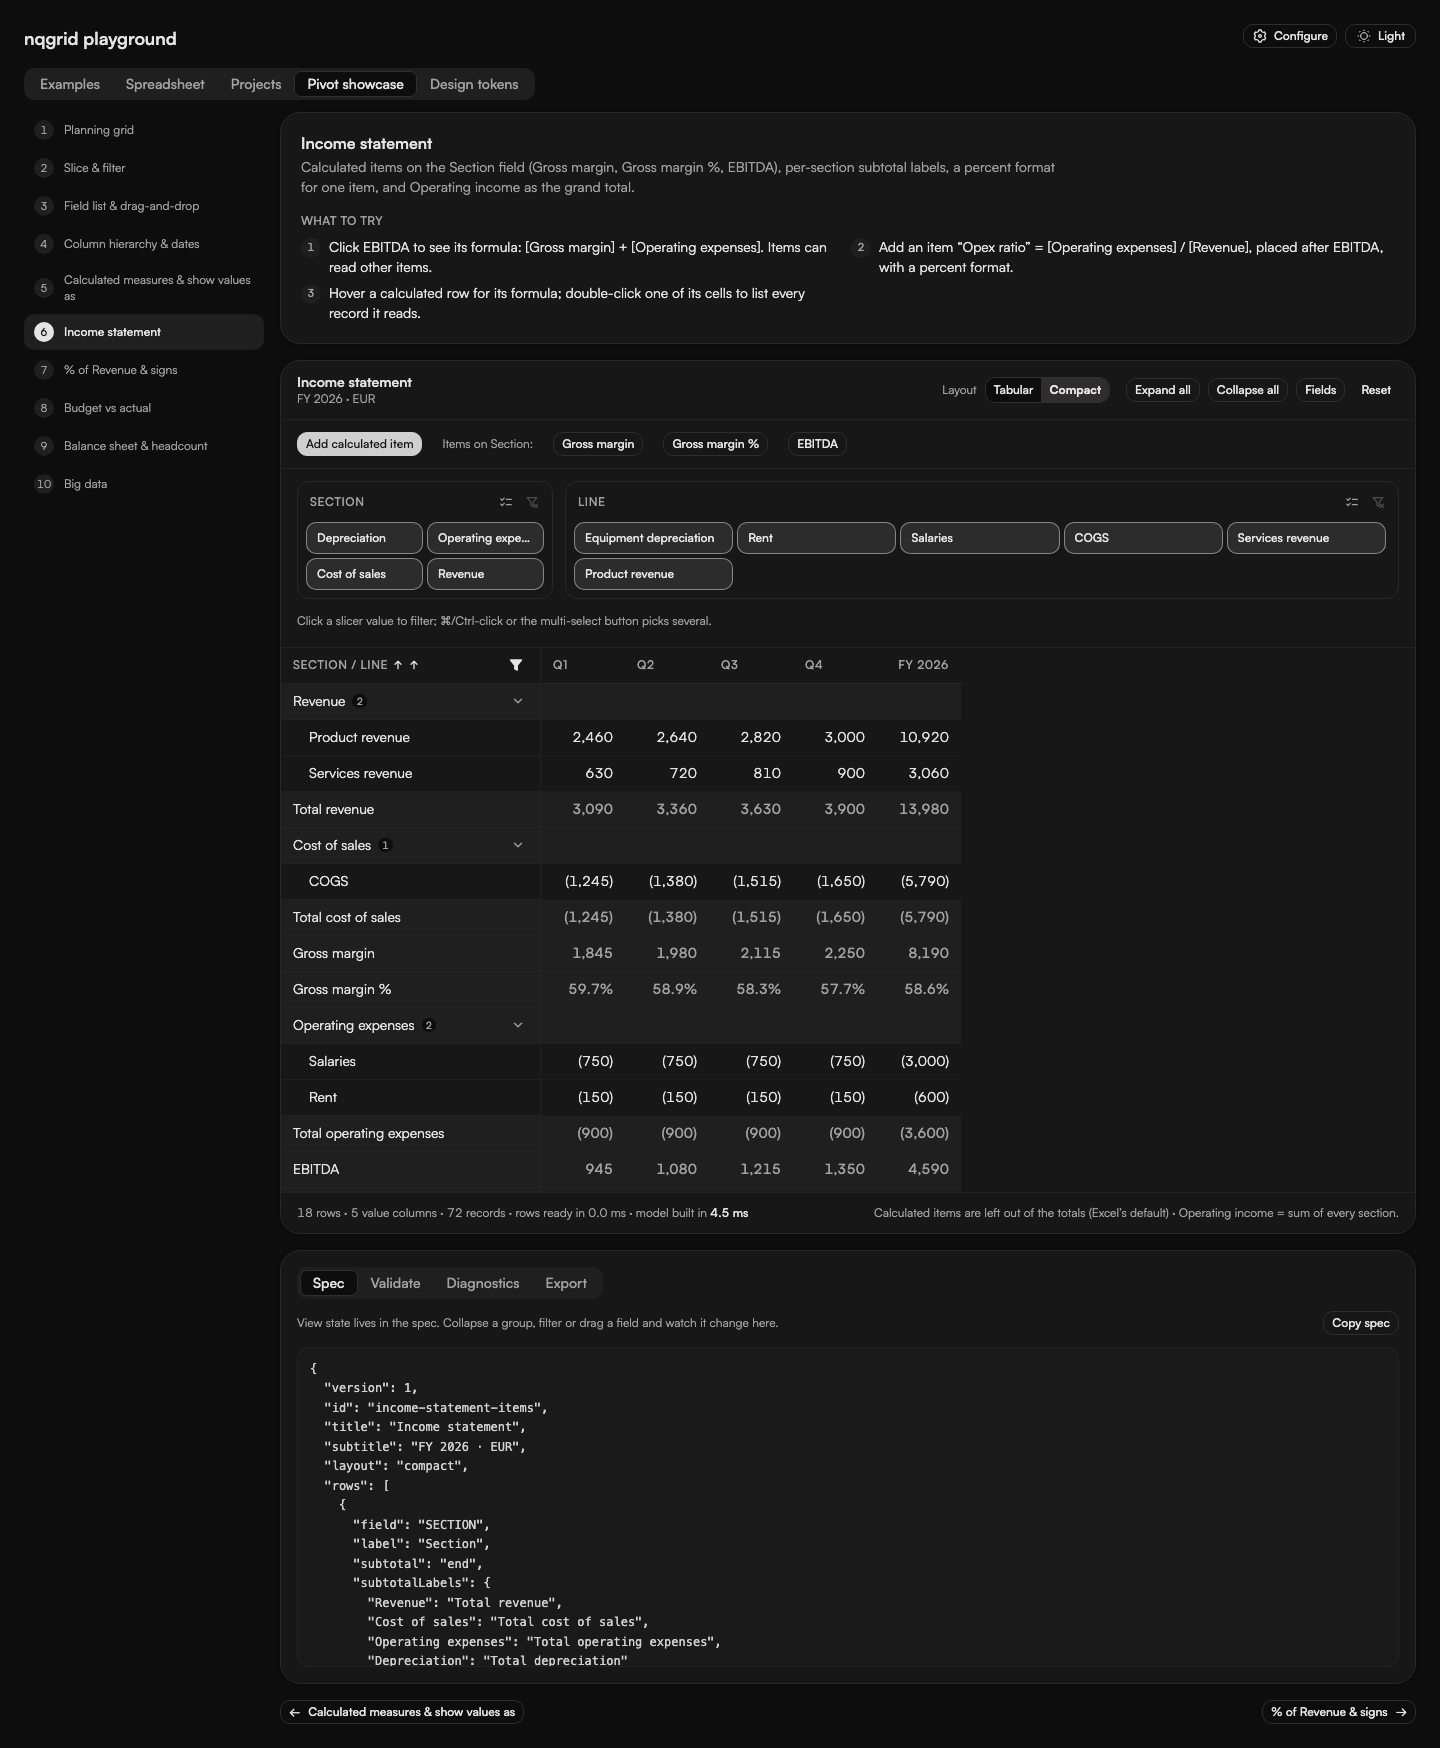 nqgrid playground
Configure
Light
Examples
Spreadsheet
Projects
Pivot showcase
Design tokens
1 Planning grid
2 Slice & filter
3 Field list & drag-and-drop
4 Column hierarchy & dates
5 Calculated measures & show values
as
6 Income statement
7 % of Revenue & signs
8 Budget vs actual
9 Balance sheet & headcount
10 Big data
Income statement
Calculated items on the Section field (Gross margin, Gross margin %, EBITDA), per-section subtotal labels, a percent format
for one item, and Operating income as the grand total.
WHAT TO TRY
1 Click EBITDA to see its formula: [Gross margin] + [Operating expenses]. Items can
read other items.
2 Add an item “Opex ratio” = [Operating expenses] / [Revenue], placed after EBITDA,
with a percent format.
3 Hover a calculated row for its formula; double-click one of its cells to list every
record it reads.
Income statement
FY 2026 · EUR
Layout Tabular Compact Expand all Collapse all Fields Reset
Add calculated item Items on Section: Gross margin Gross margin % EBITDA
SECTION
Depreciation Operating expe...
Cost of sales Revenue
LINE
Equipment depreciation Rent Salaries COGS Services revenue
Product revenue
Click a slicer value to filter; ⌘/Ctrl-click or the multi-select button picks several.
SECTION / LINE ↑ ↑ Q1 Q2 Q3 Q4 FY 2026
Revenue 2
Product revenue 2,460 2,640 2,820 3,000 10,920
Services revenue 630 720 810 900 3,060
Total revenue 3,090 3,360 3,630 3,900 13,980
Cost of sales 1
COGS (1,245) (1,380) (1,515) (1,650) (5,790)
Total cost of sales (1,245) (1,380) (1,515) (1,650) (5,790)
Gross margin 1,845 1,980 2,115 2,250 8,190
Gross margin % 59.7% 58.9% 58.3% 57.7% 58.6%
Operating expenses 2
Salaries (750) (750) (750) (750) (3,000)
Rent (150) (150) (150) (150) (600)
Total operating expenses (900) (900) (900) (900) (3,600)
EBITDA 945 1,080 1,215 1,350 4,590
18 rows · 5 value columns · 72 records · rows ready in 0.0 ms · model built in 4.5 ms
Calculated items are left out of the totals (Excel's default) · Operating income = sum of every section.
Spec Validate Diagnostics Export
View state lives in the spec. Collapse a group, filter or drag a field and watch it change here.
Copy spec
{
"version": 1,
"id": "income-statement-items",
"title": "Income statement",
"subtitle": "FY 2026 · EUR",
"layout": "compact",
"rows": [
{
"field": "SECTION",
"label": "Section",
"subtotal": "end",
"subtotalLabels": {
"Revenue": "Total revenue",
"Cost of sales": "Total cost of sales",
"Operating expenses": "Total operating expenses",
"Depreciation": "Total depreciation"
← Calculated measures & show values as
% of Revenue & signs →